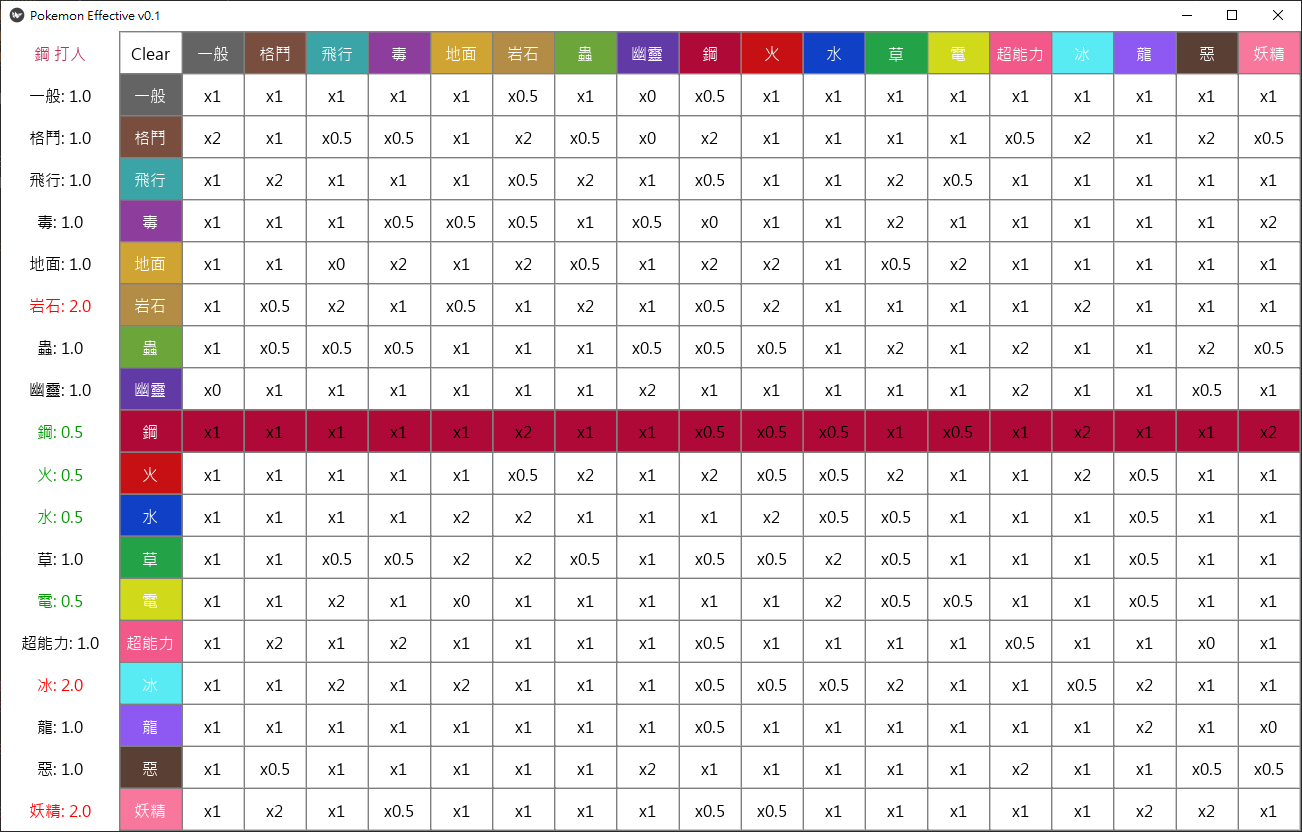 Pokemon Effective v0.1
鋼 打人 Clear 一般 格鬥 飛行 毒 地面 岩石 蟲 幽靈 鋼 火 水 草 電 超能力 冰 龍 惡 妖精
一般: 1.0 一般 x1 x1 x1 x1 x1 x0.5 x1 x0 x0.5 x1 x1 x1 x1 x1 x1 x1 x1 x1
格鬥: 1.0 格鬥 x2 x1 x0.5 x0.5 x1 x2 x0.5 x0 x2 x1 x1 x1 x1 x0.5 x2 x1 x2 x0.5
飛行: 1.0 飛行 x1 x2 x1 x1 x1 x0.5 x2 x1 x0.5 x1 x1 x2 x0.5 x1 x1 x1 x1 x1
毒: 1.0 毒 x1 x1 x1 x0.5 x0.5 x0.5 x1 x0.5 x0 x1 x1 x2 x1 x1 x1 x1 x1 x2
地面: 1.0 地面 x1 x1 x0 x2 x1 x2 x0.5 x1 x2 x2 x1 x0.5 x2 x1 x1 x1 x1 x1
岩石: 2.0 岩石 x1 x0.5 x2 x1 x0.5 x1 x2 x1 x0.5 x2 x1 x1 x1 x1 x2 x1 x1 x1
蟲: 1.0 蟲 x1 x0.5 x0.5 x0.5 x1 x1 x1 x0.5 x0.5 x0.5 x1 x2 x1 x2 x1 x1 x2 x0.5
幽靈: 1.0 幽靈 x0 x1 x1 x1 x1 x1 x1 x2 x1 x1 x1 x1 x1 x2 x1 x1 x0.5 x1
鋼: 0.5 鋼 x1 x1 x1 x1 x1 x2 x1 x1 x0.5 x0.5 x0.5 x1 x0.5 x1 x2 x1 x1 x2
火: 0.5 火 x1 x1 x1 x1 x1 x0.5 x2 x1 x2 x0.5 x0.5 x2 x1 x1 x2 x0.5 x1 x1
水: 0.5 水 x1 x1 x1 x1 x2 x2 x1 x1 x1 x2 x0.5 x0.5 x1 x1 x1 x0.5 x1 x1
草: 1.0 草 x1 x1 x0.5 x0.5 x2 x2 x0.5 x1 x0.5 x0.5 x2 x0.5 x1 x1 x1 x0.5 x1 x1
電: 0.5 電 x1 x1 x2 x1 x0 x1 x1 x1 x1 x1 x2 x0.5 x0.5 x1 x1 x0.5 x1 x1
超能力: 1.0 超能力 x1 x2 x1 x2 x1 x1 x1 x1 x0.5 x1 x1 x1 x1 x0.5 x1 x1 x0 x1
冰: 2.0 冰 x1 x1 x2 x1 x2 x1 x1 x1 x0.5 x0.5 x0.5 x2 x1 x1 x0.5 x2 x1 x1
龍: 1.0 龍 x1 x1 x1 x1 x1 x1 x1 x1 x0.5 x1 x1 x1 x1 x1 x1 x2 x1 x0
惡: 1.0 惡 x1 x0.5 x1 x1 x1 x1 x1 x2 x1 x1 x1 x1 x1 x2 x1 x1 x0.5 x0.5
妖精: 2.0 妖精 x1 x2 x1 x0.5 x1 x1 x1 x1 x0.5 x0.5 x1 x1 x1 x1 x1 x2 x2 x1